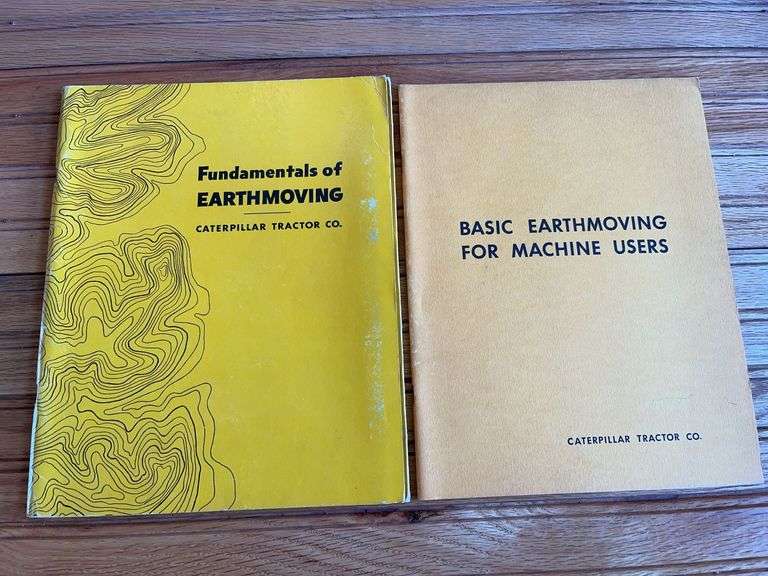 Fundamentals of
EARTHMOVING
CATERPILLAR TRACTOR CO.
BASIC EARTHMOVING
FOR MACHINE USERS
CATERPILLAR TRACTOR CO.